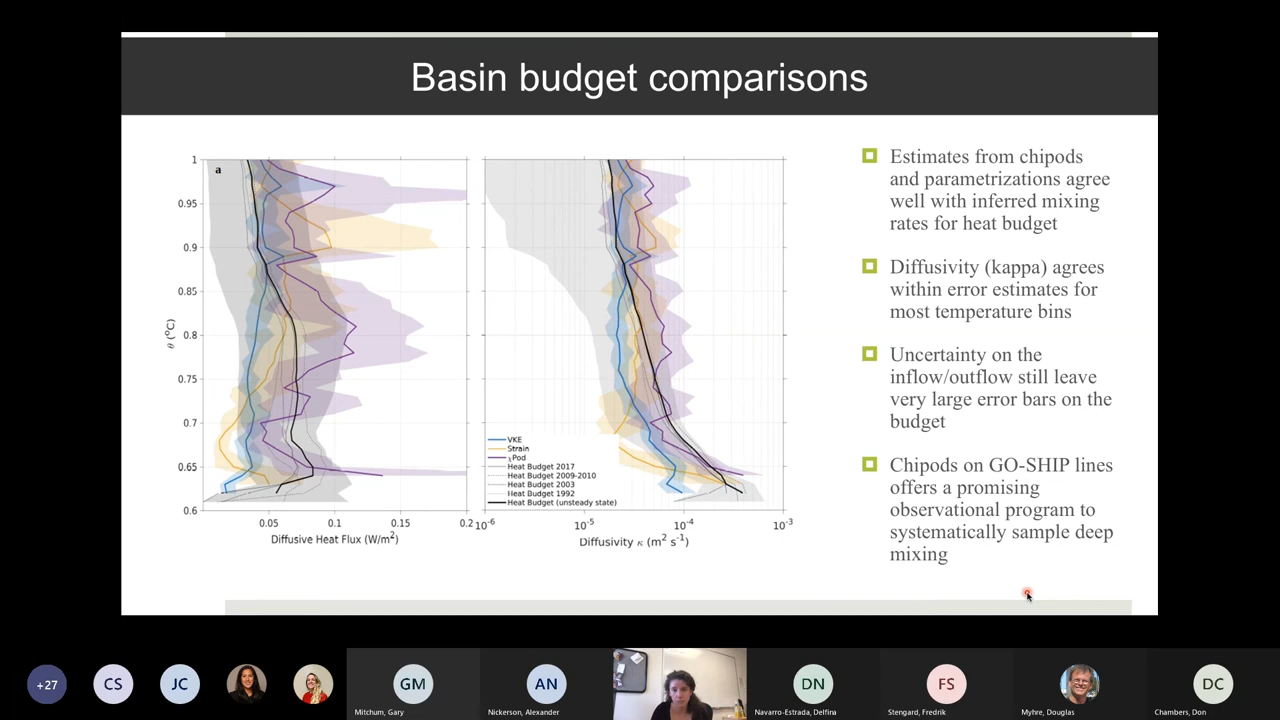 Basin budget comparisons
a
1
0.95
0.9
0.85
0.8
0.75
0.7
0.65
0.6
θ (°C)
0.05
0.1
0.15
0.2
Diffusive Heat Flux (W/m²)
VKE
Strain
χPod
Heat Budget 2017
Heat Budget 2009-2010
Heat Budget 2003
Heat Budget 1992
Heat Budget (unsteady state)
10⁻⁶
10⁻⁵
10⁻⁴
10⁻³
Diffusivity κ (m² s⁻¹)
Estimates from chipods
and parametrizations agree
well with inferred mixing
rates for heat budget
Diffusivity (kappa) agrees
within error estimates for
most temperature bins
Uncertainty on the
inflow/outflow still leave
very large error bars on the
budget
Chipods on GO-SHIP lines
offers a promising
observational program to
systematically sample deep
mixing
+27
CS
JC
GM
Mitchum, Gary
AN
Nickerson, Alexander
DN
Navarro-Estrada, Delfina
FS
Stengard, Fredrik
Myhre, Douglas
DC
Chambers, Don